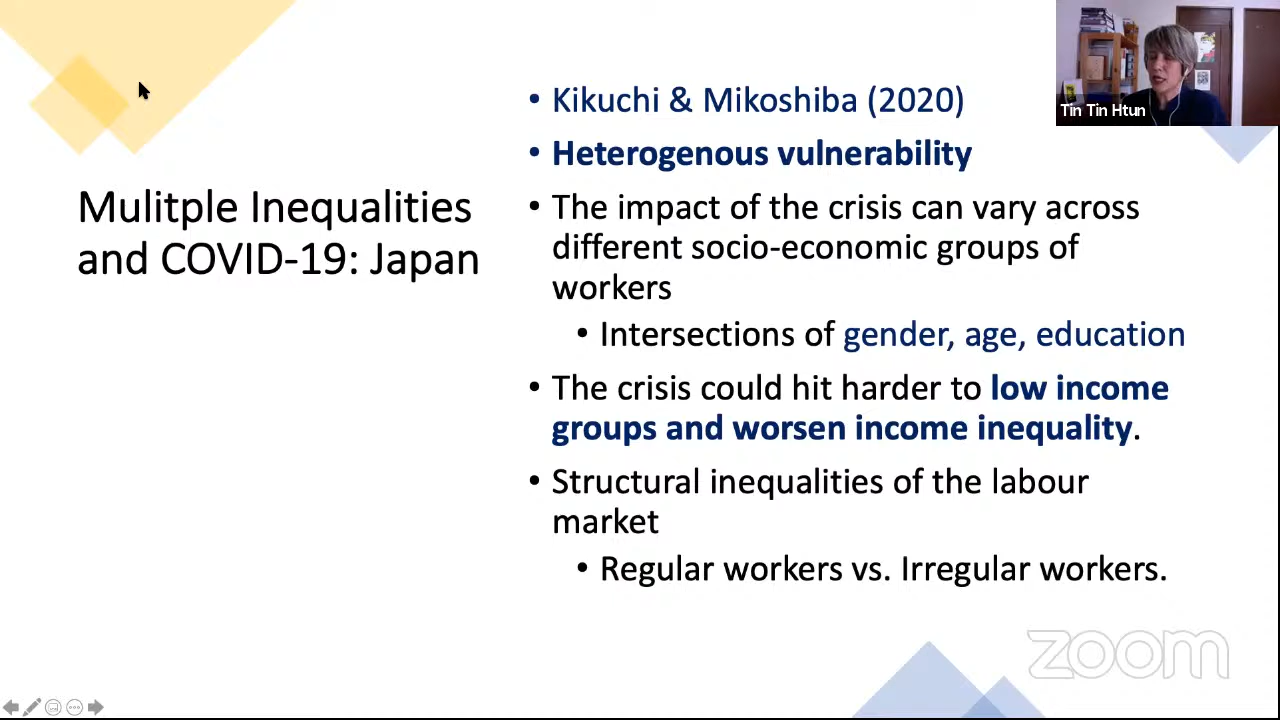 Tin Tin Htun
Mulitple Inequalities
and COVID-19: Japan
• Kikuchi & Mikoshiba (2020)
• Heterogenous vulnerability
• The impact of the crisis can vary across
different socio-economic groups of
workers
• Intersections of gender, age, education
• The crisis could hit harder to low income
groups and worsen income inequality.
• Structural inequalities of the labour
market
• Regular workers vs. Irregular workers.
zoom